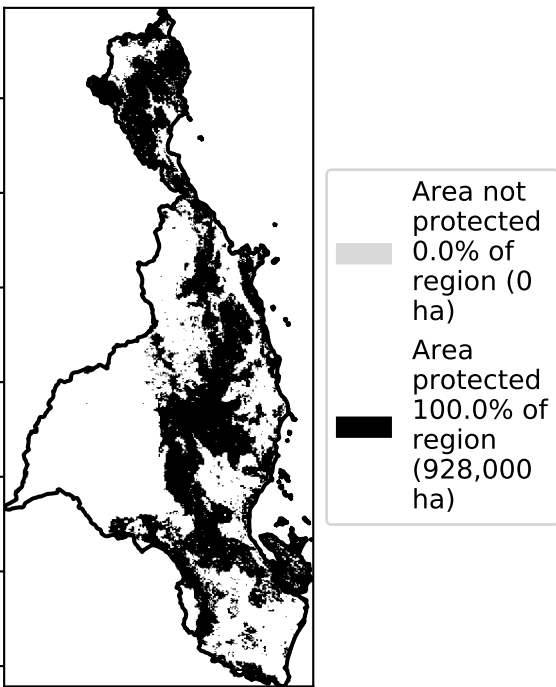 Area not
protected
0.0% of
region (0
ha)
Area
protected
100.0% of
region
(928,000
ha)